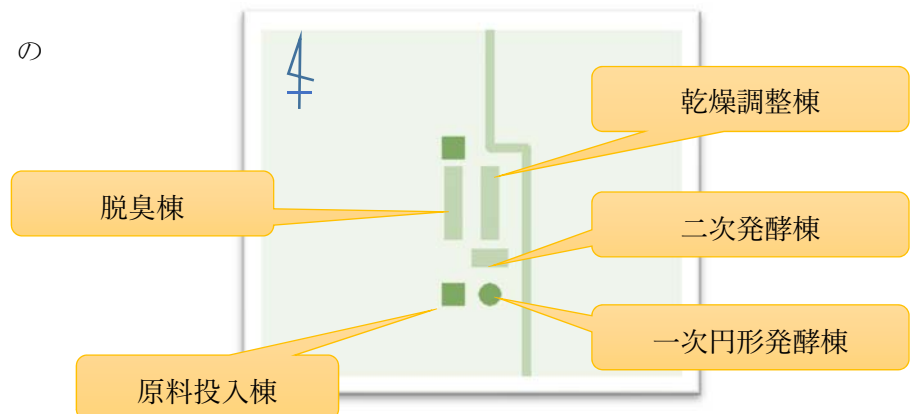 の
乾燥調整棟
脱臭棟
二次発酵棟
一次円形発酵棟
原料投入棟